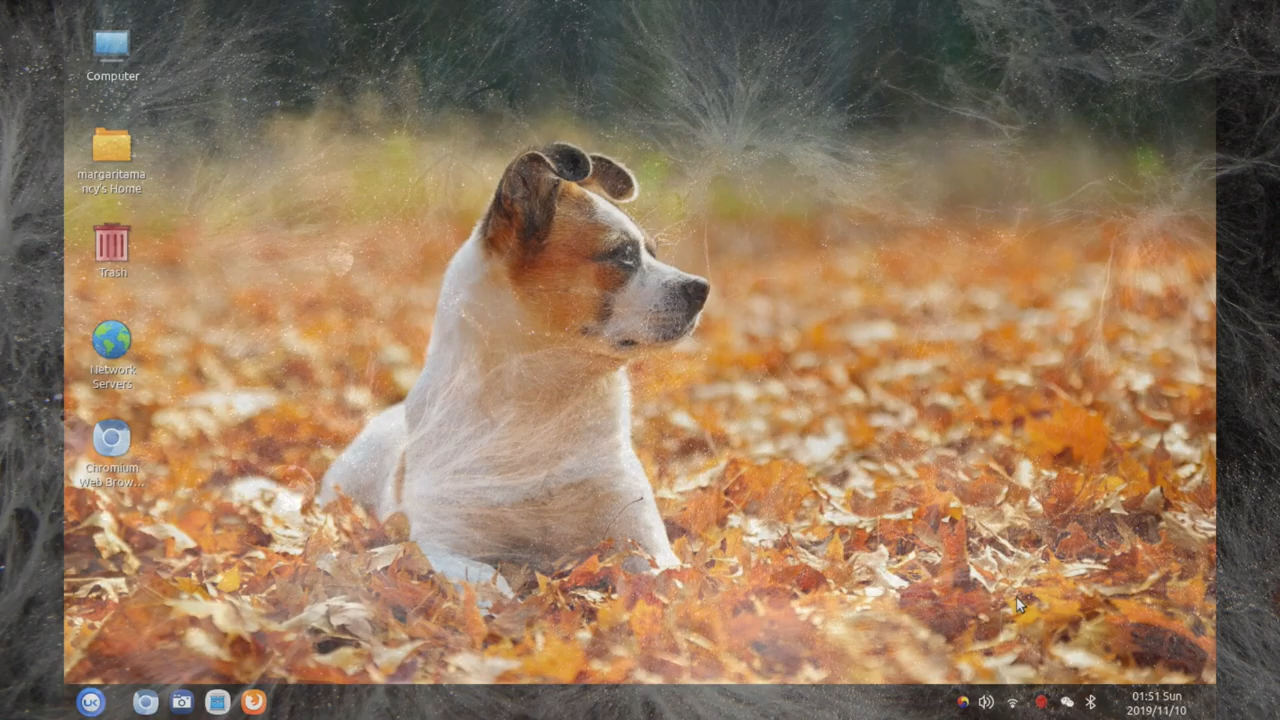 Computer
margaritama
ncy's Home
Trash
Network
Servers
Chromium
Web Brow...
UK
01:51 Sun
2019/11/10